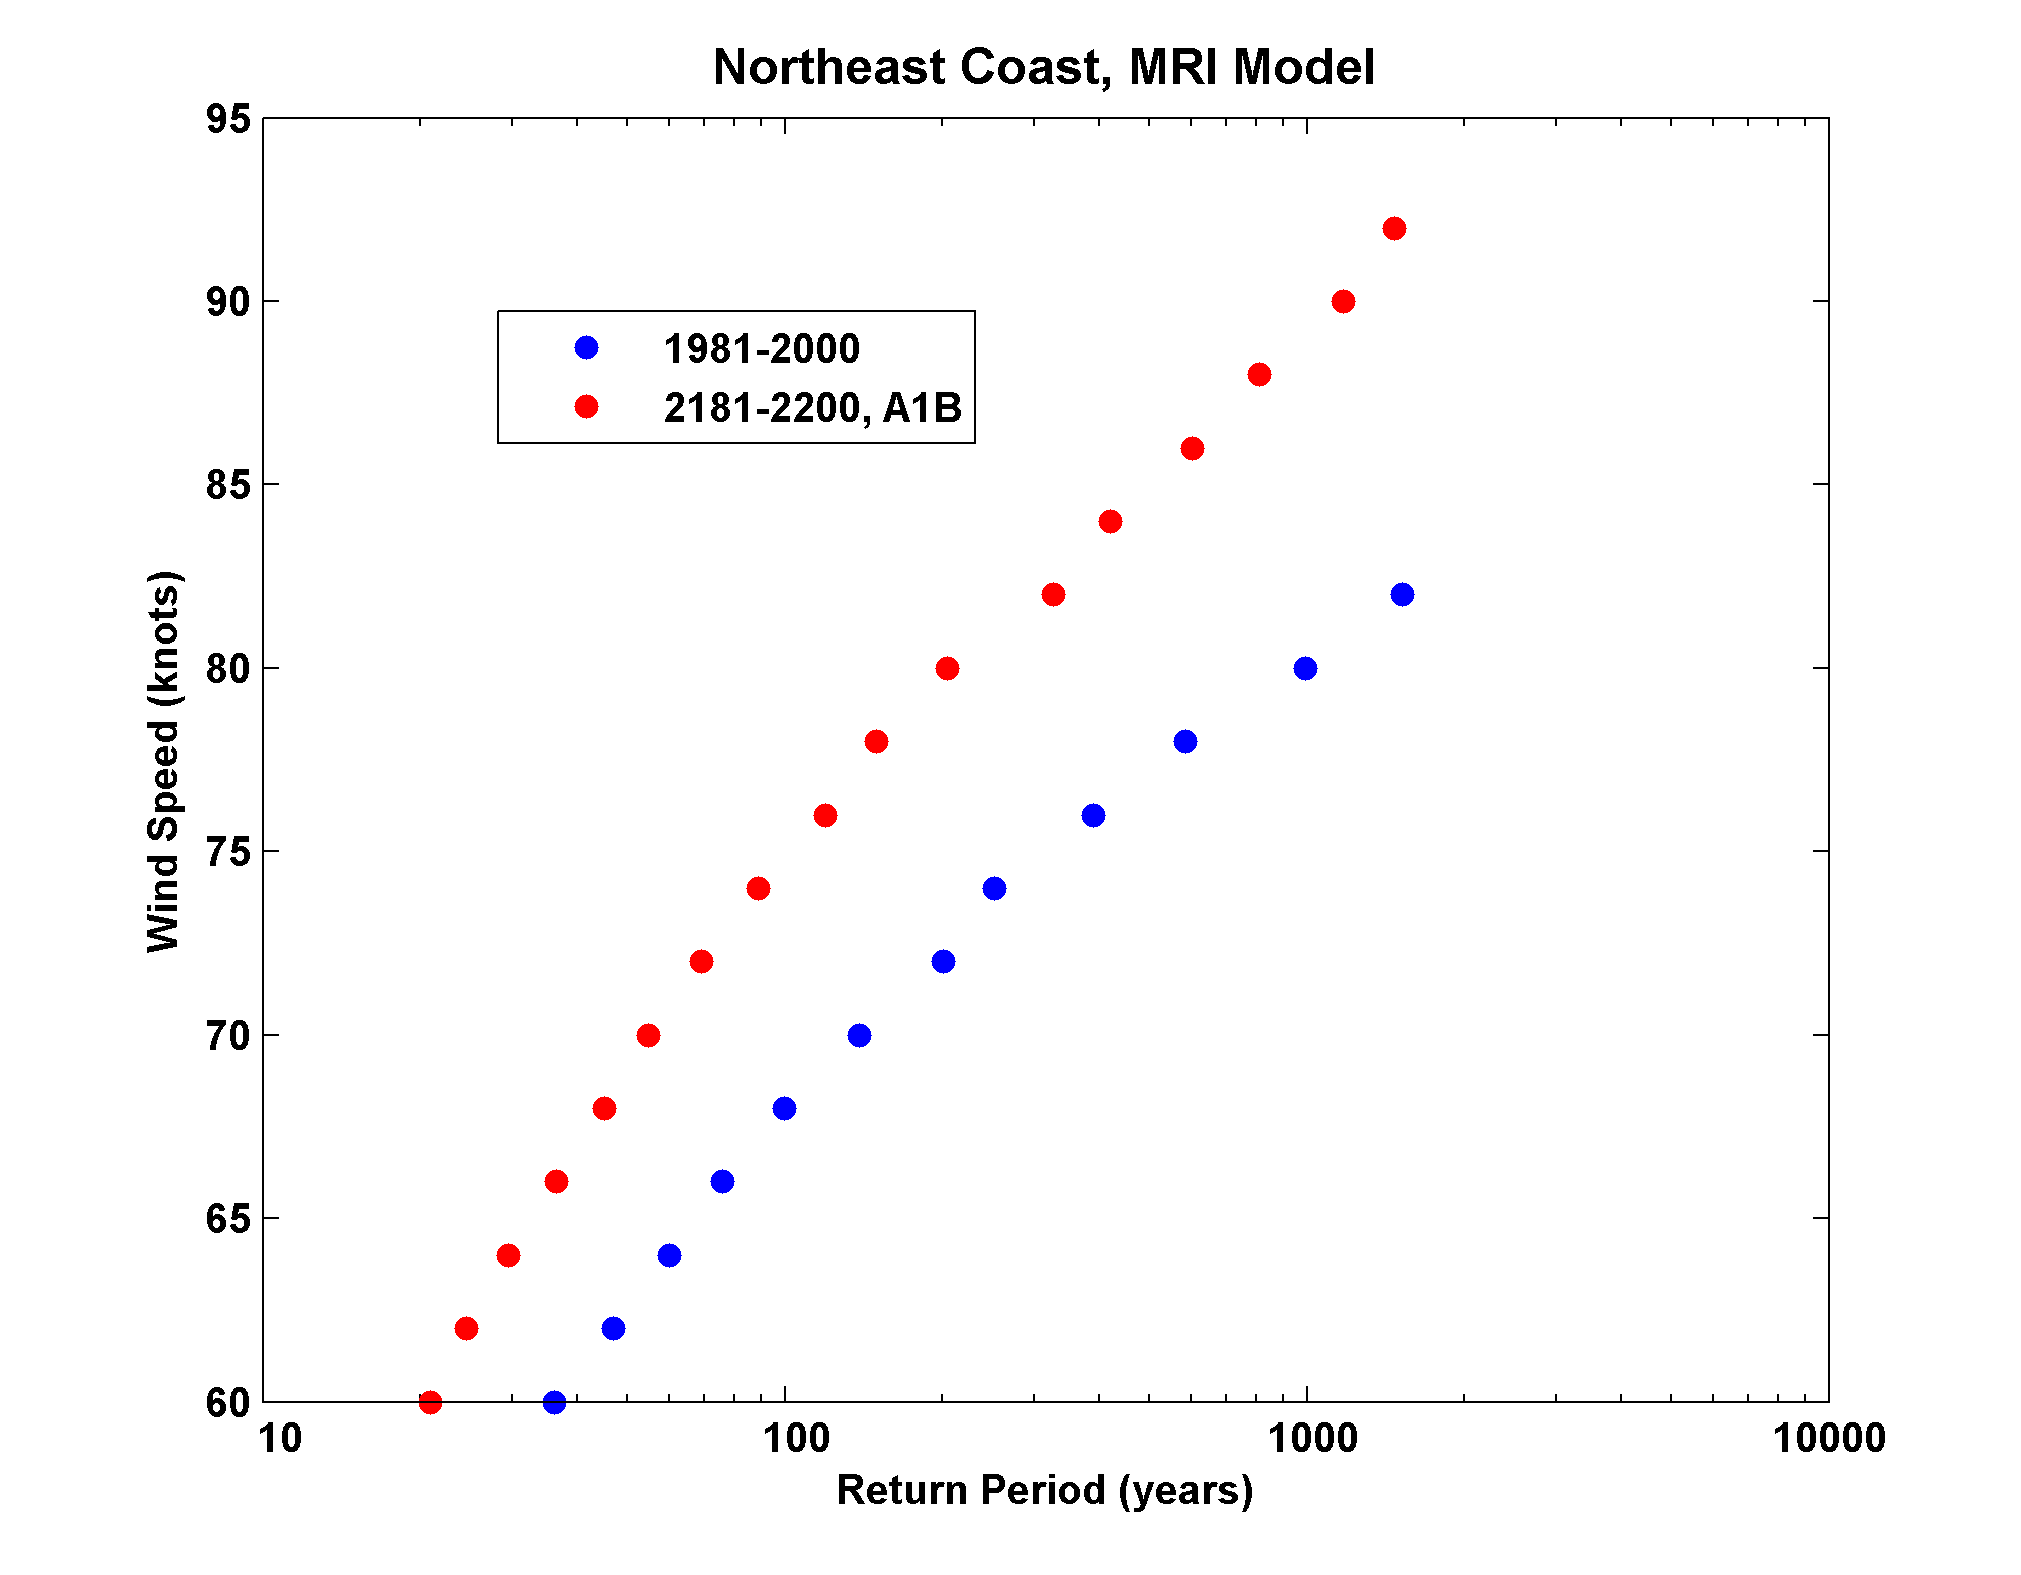 Northeast Coast, MRI Model
95
90
85
80
75
70
65
60
1981-2000
2181-2200, A1B
Wind Speed (knots)
10 100 1000 10000
Return Period (years)